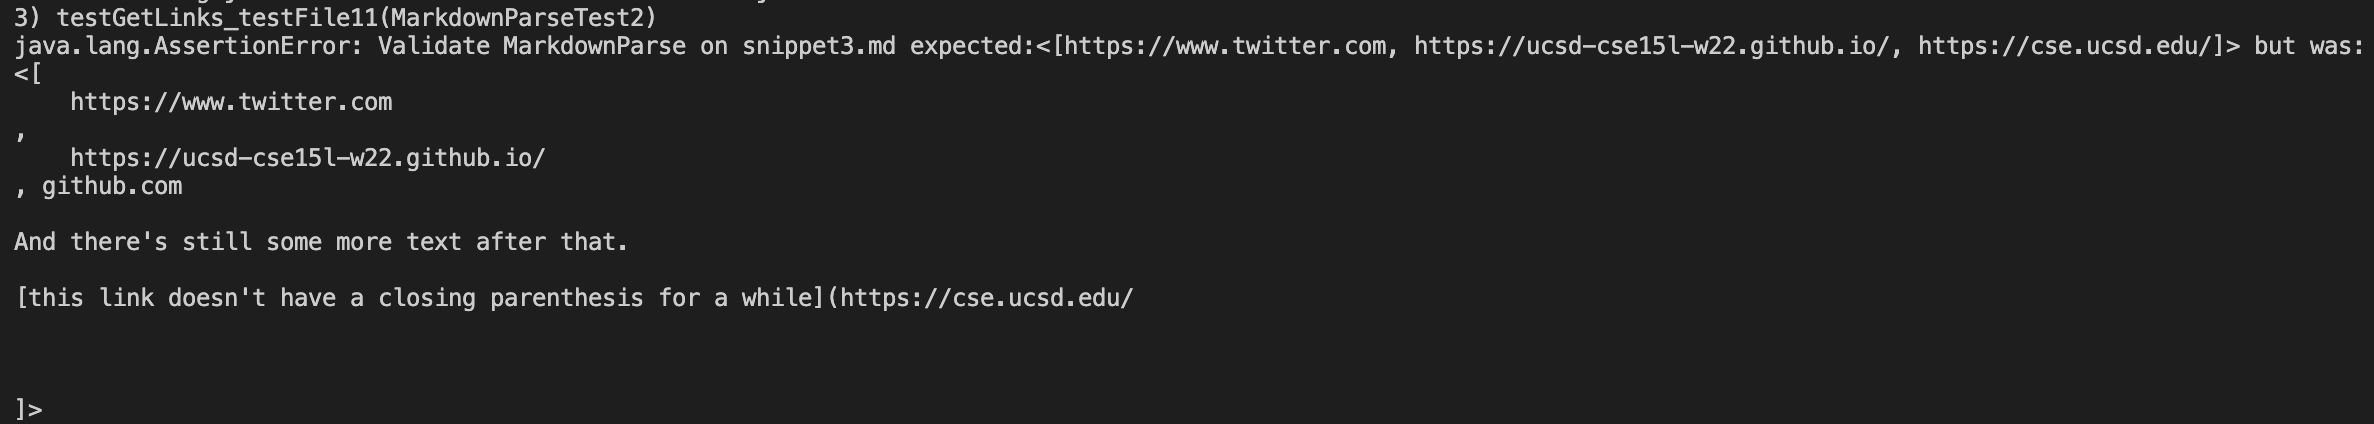 3) testGetLinks_testFile11(MarkdownParseTest2)
java.lang.AssertionError: Validate MarkdownParse on snippet3.md expected:<[https://www.twitter.com, https://ucsd-cse15l-w22.github.io/, https://cse.ucsd.edu/]> but was:
<[
    https://www.twitter.com
,
    https://ucsd-cse15l-w22.github.io/
, github.com

And there's still some more text after that.

[this link doesn't have a closing parenthesis for a while](https://cse.ucsd.edu/



]>